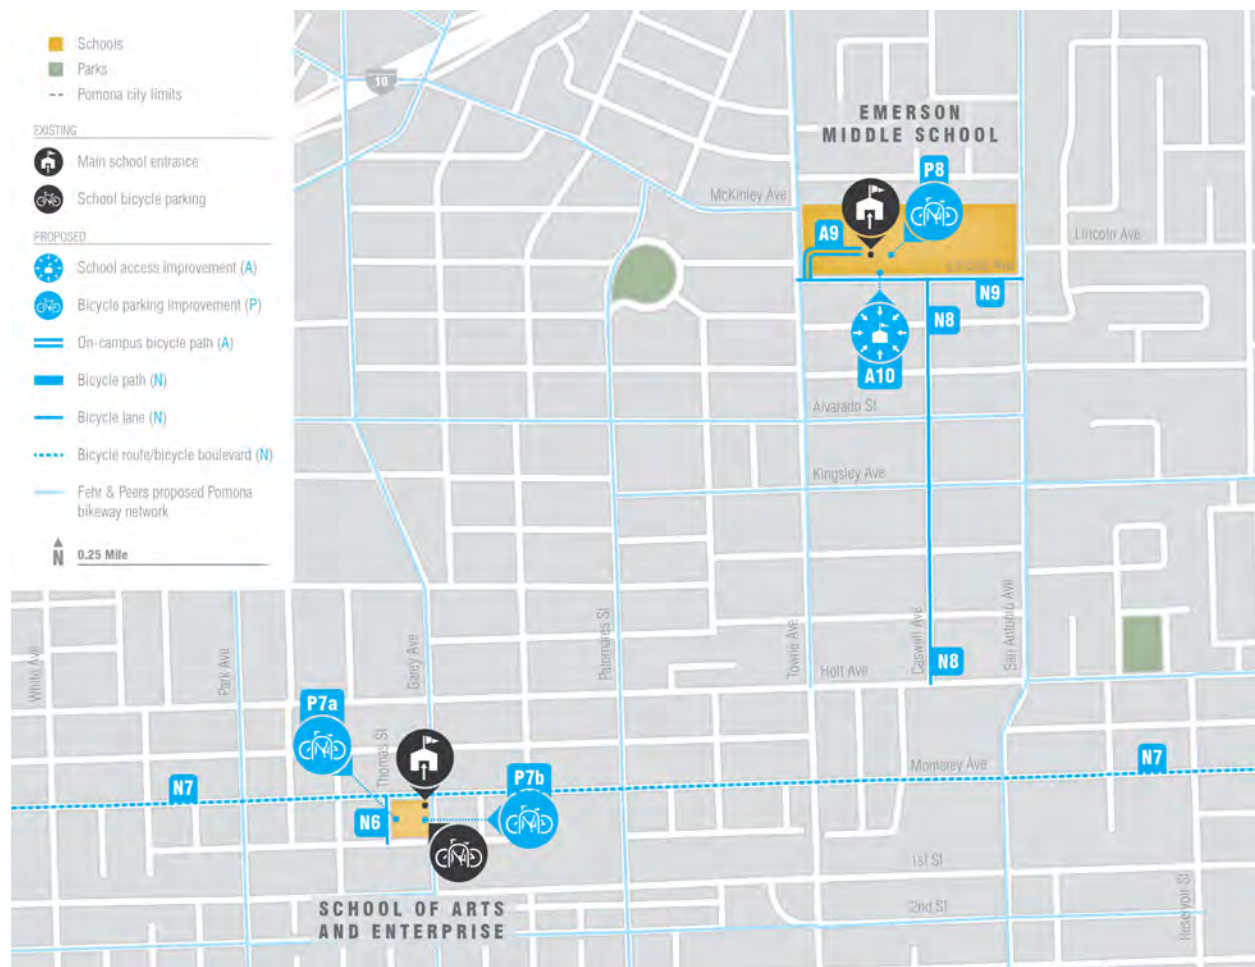 Schools
Parks
Pomona city limits
EXISTING
Main school entrance
School bicycle parking
PROPOSED
School access improvement (A)
Bicycle parking improvement (P)
On-campus bicycle path (A)
Bicycle path (N)
Bicycle lane (N)
Bicycle route/bicycle boulevard (N)
Fehr & Peers proposed Pomona
bikeway network
N
0.25 Mile
10
EMERSON
MIDDLE SCHOOL
P8
McKinley Ave
A9
Lincoln Ave
Lincoln Ave
N9
N8
A10
Alvarado St
Kingsley Ave
White Ave
Park Ave
Garey Ave
Palomares St
Towne Ave
Caswell Ave
San Antonio Ave
Holt Ave
N8
P7a
Thomas St
P7b
Monterey Ave
N7
N7
N6
1st St
2nd St
Reservoir St
SCHOOL OF ARTS
AND ENTERPRISE